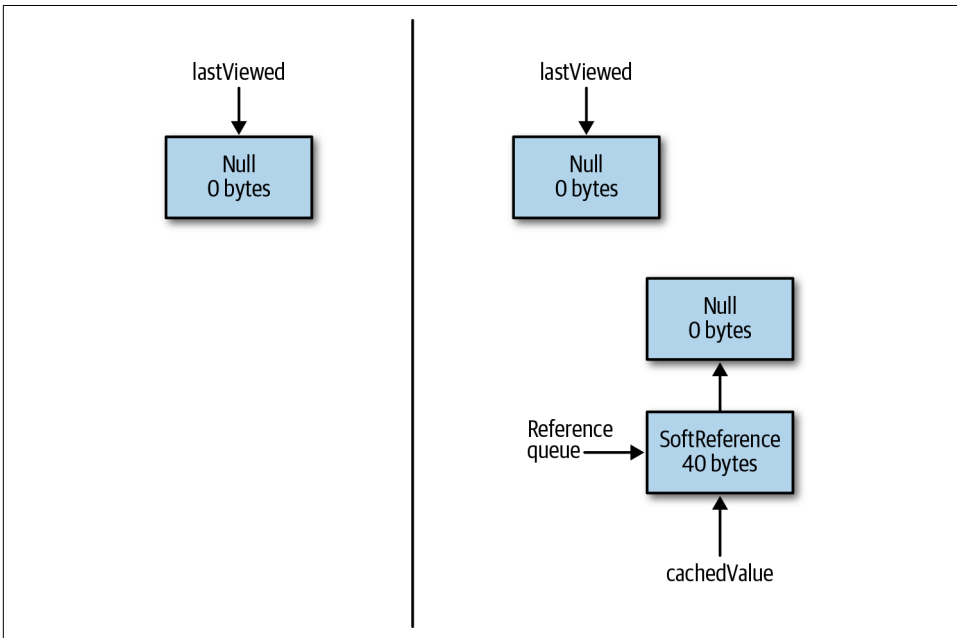 lastViewed
Null
0 bytes
lastViewed
Null
0 bytes
Null
0 bytes
Reference
queue
SoftReference
40 bytes
cachedValue